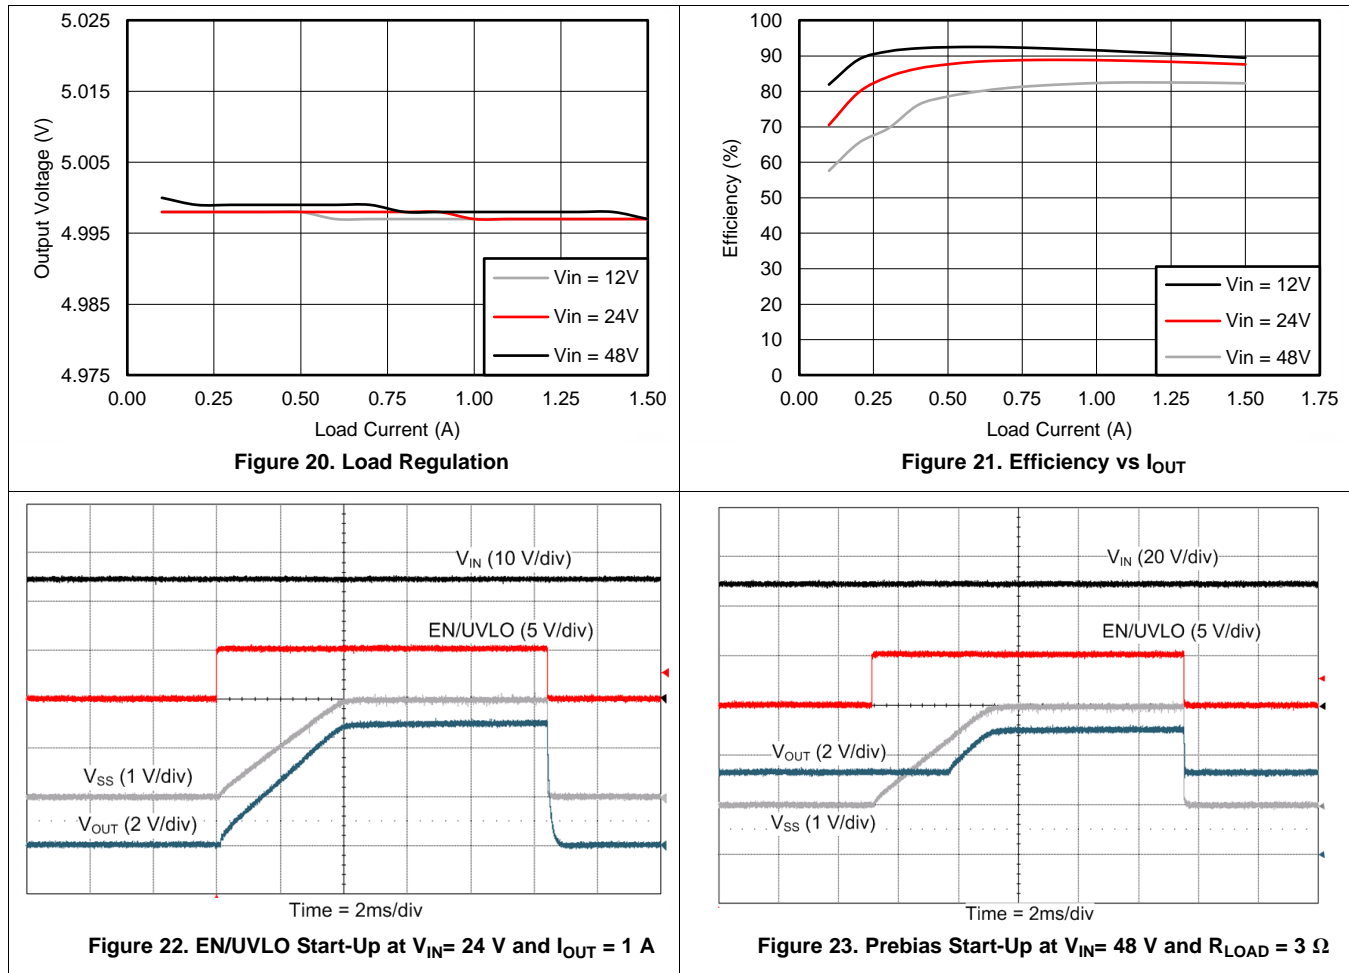 5.025
5.015
5.005
4.995
4.985
4.975
Output Voltage (V)
Vin = 12V
Vin = 24V
Vin = 48V
0.00 0.25 0.50 0.75 1.00 1.25 1.50
Load Current (A)
Figure 20. Load Regulation
100
90
80
70
60
50
40
30
20
10
0
Efficiency (%)
Vin = 12V
Vin = 24V
Vin = 48V
0.00 0.25 0.50 0.75 1.00 1.25 1.50 1.75
Load Current (A)
Figure 21. Efficiency vs IOUT
VIN (10 V/div)
EN/UVLO (5 V/div)
VSS (1 V/div)
VOUT (2 V/div)
Time = 2ms/div
Figure 22. EN/UVLO Start-Up at VIN= 24 V and IOUT = 1 A
VIN (20 V/div)
EN/UVLO (5 V/div)
VOUT (2 V/div)
VSS (1 V/div)
Time = 2ms/div
Figure 23. Prebias Start-Up at VIN= 48 V and RLOAD = 3 Ω